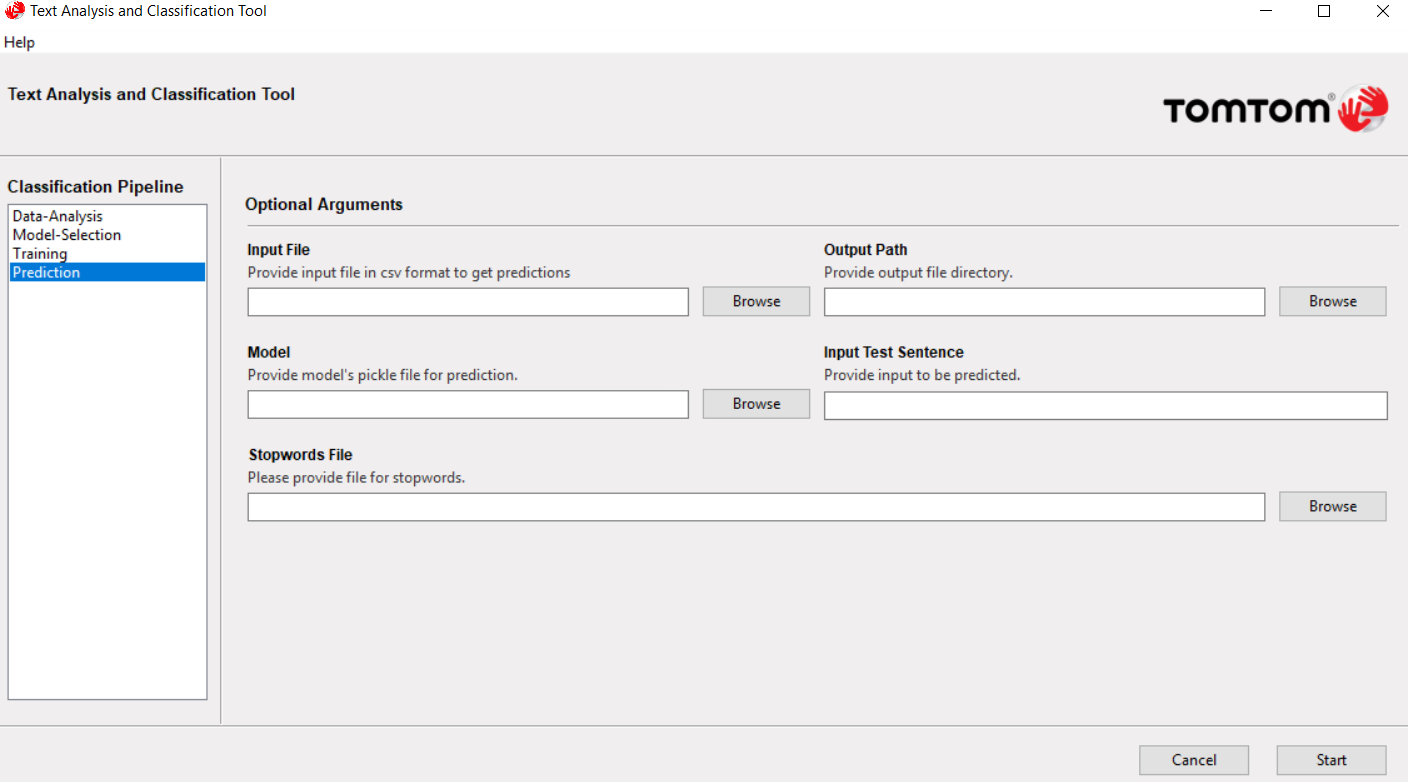 Text Analysis and Classification Tool
Help
Text Analysis and Classification Tool
TOMTOM®
Classification Pipeline
Data-Analysis
Model-Selection
Training
Prediction
Optional Arguments
Input File
Provide input file in csv format to get predictions
Browse
Output Path
Provide output file directory.
Browse
Model
Provide model's pickle file for prediction.
Browse
Input Test Sentence
Provide input to be predicted.
Stopwords File
Please provide file for stopwords.
Browse
Cancel
Start